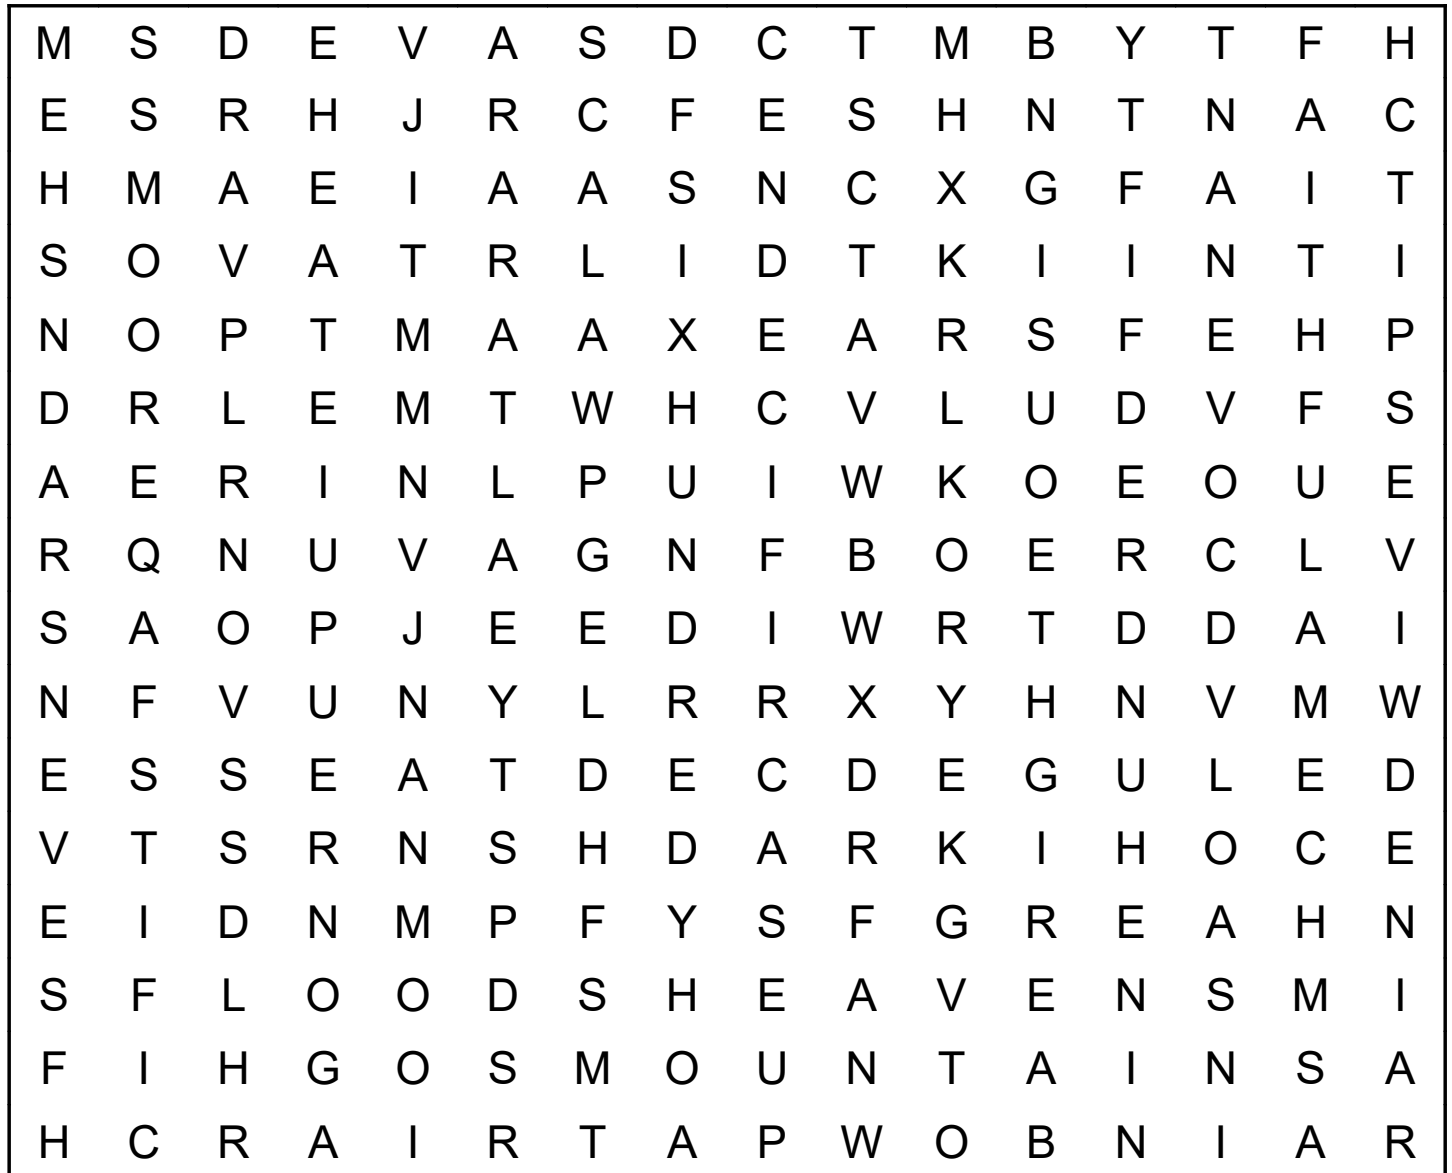 M S D E V A S D C T M B Y T F H
E S R H J R C F E S H N T N A C
H M A E I A A S N C X G F A I T
S O V A T R L I D T K I I N T I
N O P T M A A X E A R S F E H P
D R L E M T W H C V L U D V F S
A E R I N L P U I W K O E O U E
R Q N U V A G N F B O E R C L V
S A O P J E E D I W R T D D A I
N F V U N Y L R R X Y H N V M W
E S S E A T D E C D E G U L E D
V T S R N S H D A R K I H O C E
E I D N M P F Y S F G R E A H N
S F L O O D S H E A V E N S M I
F I H G O S M O U N T A I N S A
H C R A I R T A P W O B N I A R